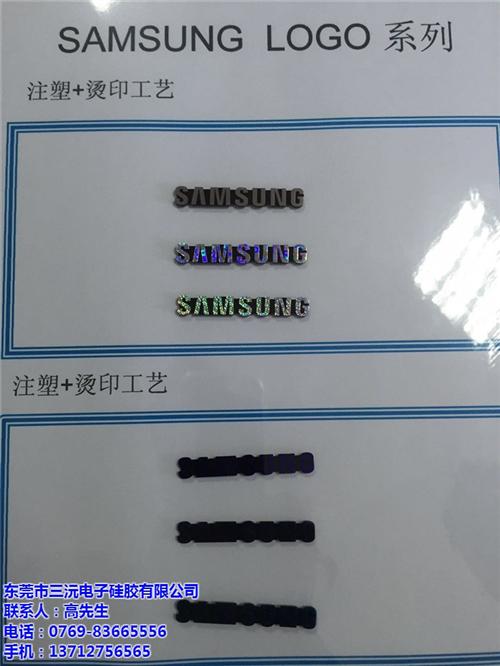 SAMSUNG LOGO 系列
注塑+烫印工艺
SAMSUNG
SAMSUNG
SAMSUNG
注塑+烫印工艺
东莞市三沅电子硅胶有限公司
联系人：高先生
电话：0769-83665556
手机：13712756565